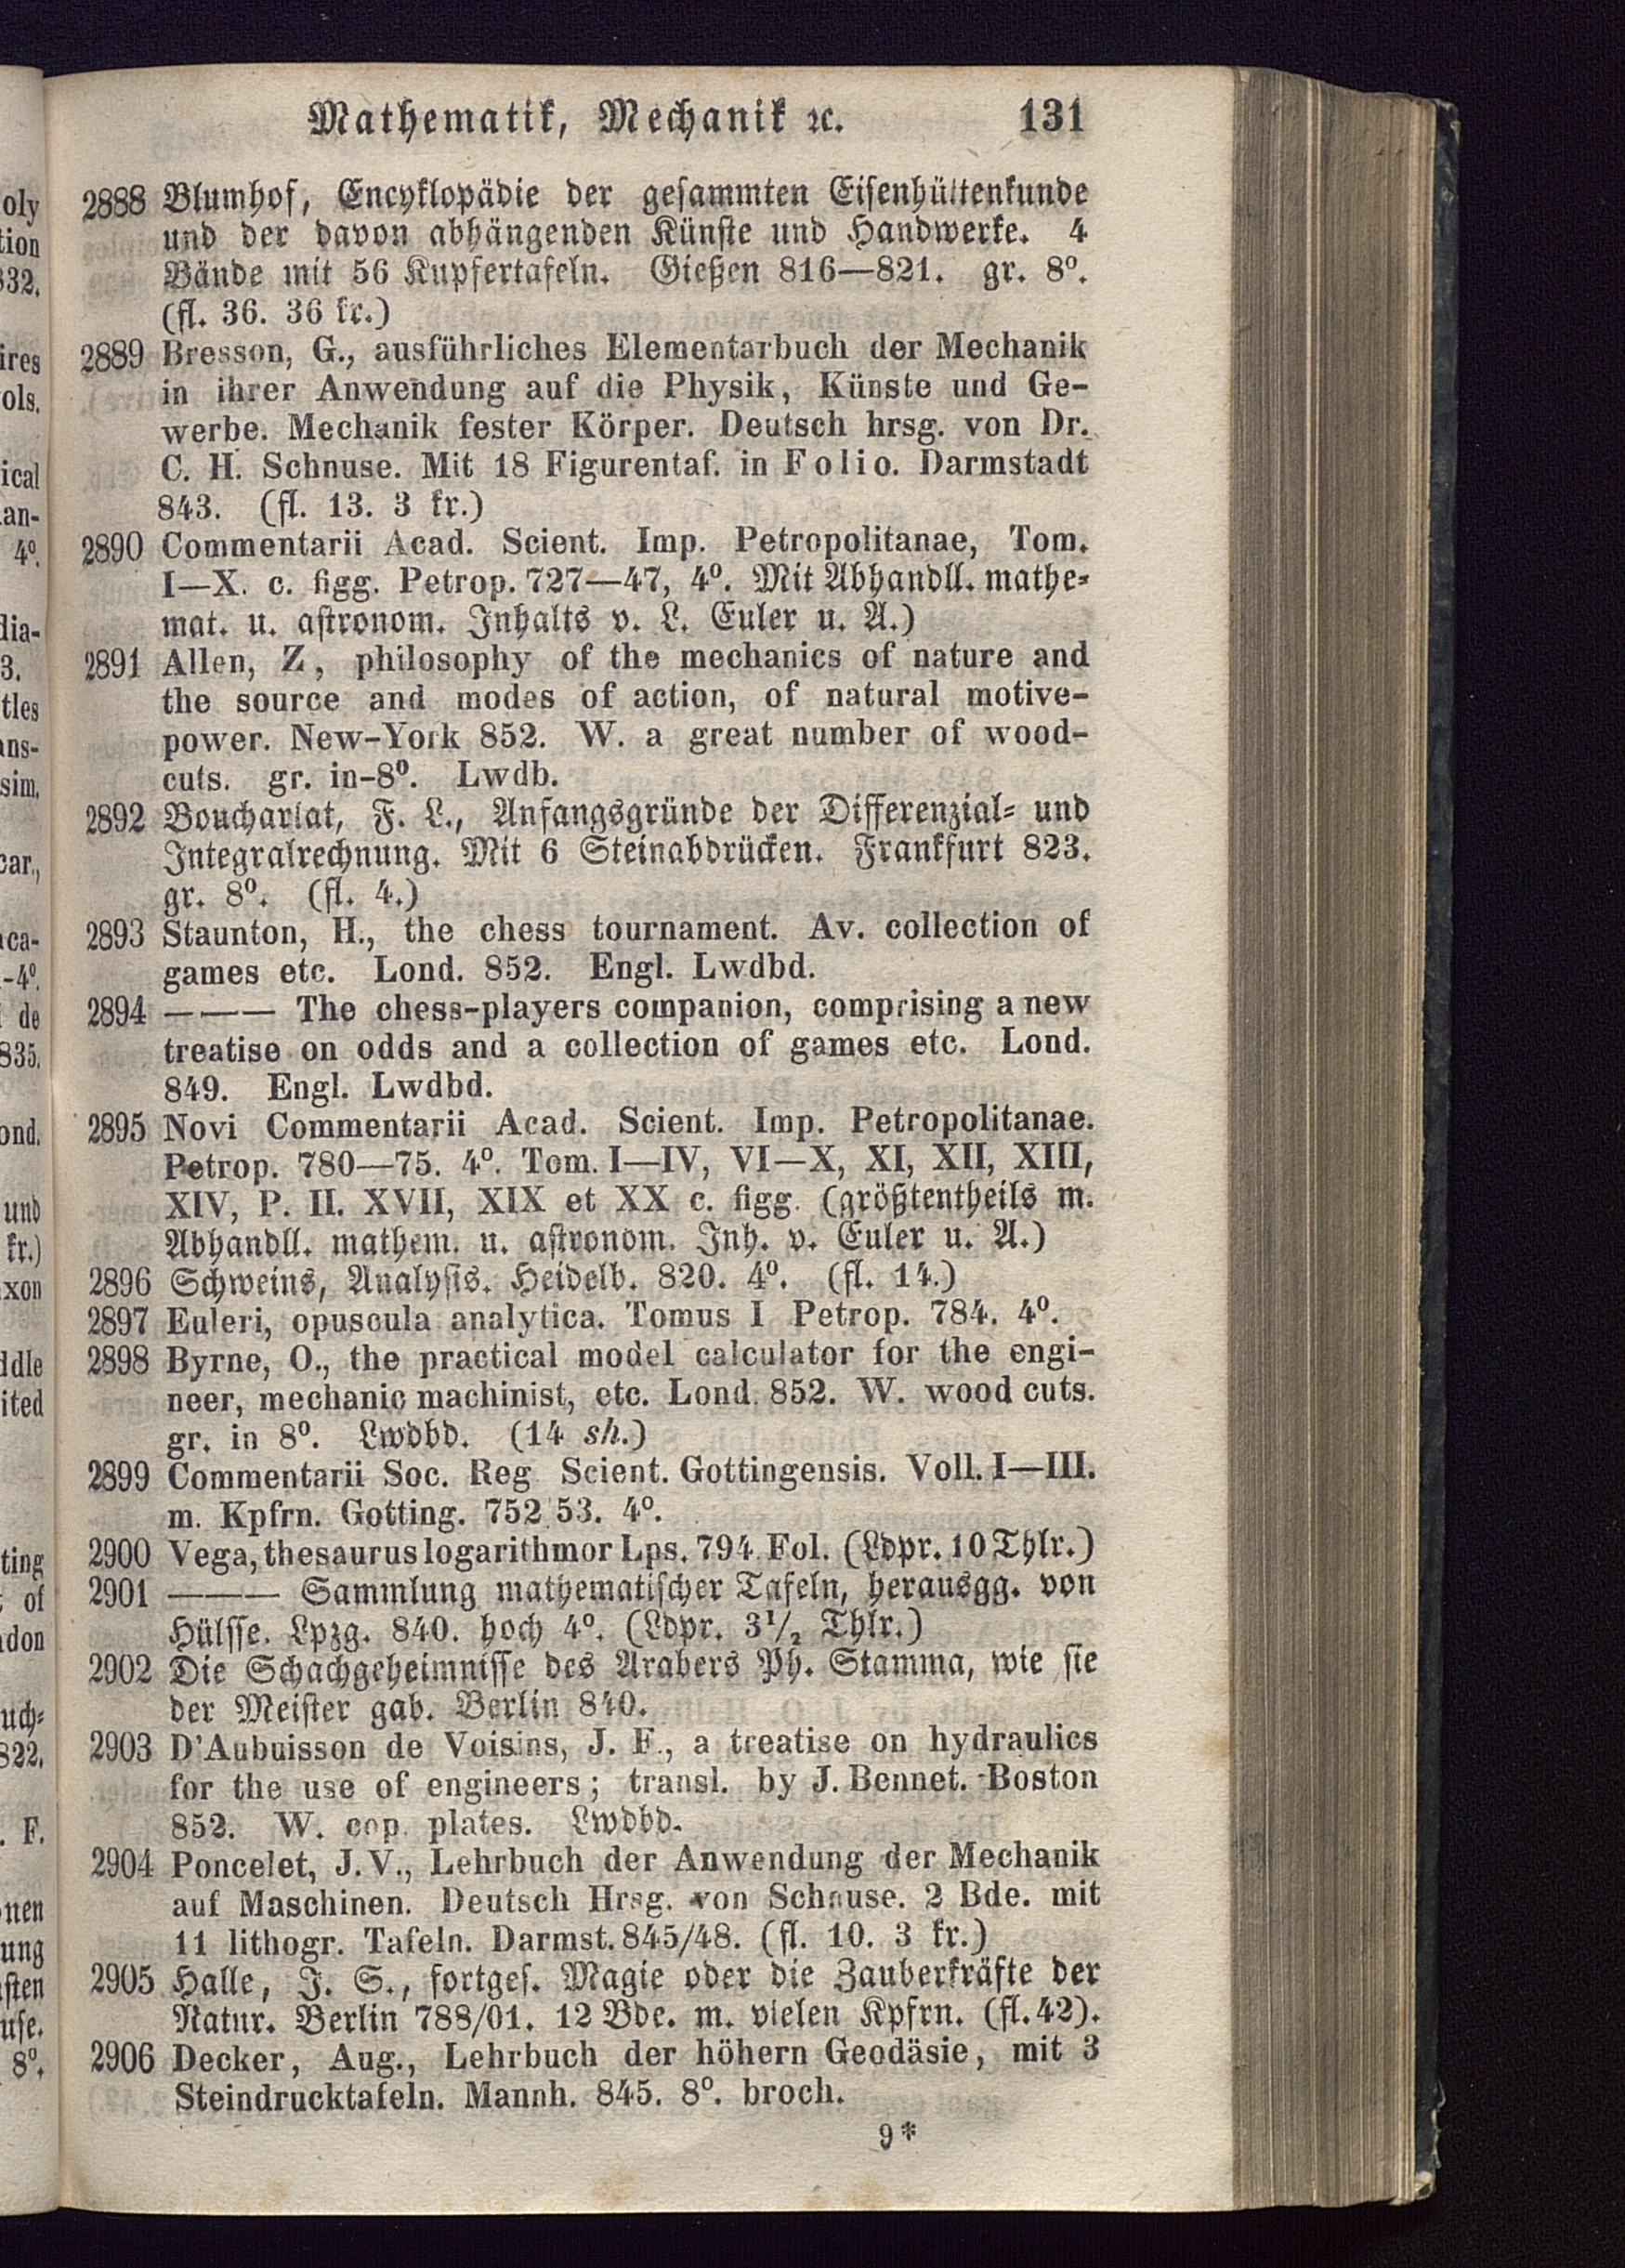 Mathematik, Mechanik ꝛc. 131
2888 Blumhof, Encyklopädie der gesammten Eisenhüttenkunde
und der davon abhängenden Künste und Handwerke. 4
Bände mit 56 Kupfertafeln. Gießen 816—821. gr. 8º.
(fl. 36. 36 kr.)
2889 Bresson, G., ausführliches Elementarbuch der Mechanik
in ihrer Anwendung auf die Physik, Künste und Ge-
werbe. Mechanik fester Körper. Deutsch hrsg. von Dr.
C. H. Schnuse. Mit 18 Figurentaf. in Folio. Darmstadt
843. (fl. 13. 3 kr.)
2890 Commentarii Acad. Scient. Imp. Petropolitanae, Tom.
I—X. c. figg. Petrop. 727—47, 4º. Mit Abhandll. mathe-
mat. u. astronom. Inhalts v. L. Euler u. A.)
2891 Allen, Z, philosophy of the mechanics of nature and
the source and modes of action, of natural motive-
power. New-York 852. W. a great number of wood-
cuts. gr. in-8º. Lwdb.
2892 Boucharlat, F. L., Anfangsgründe der Differenzial- und
Integralrechnung. Mit 6 Steinabdrücken. Frankfurt 823.
gr. 8º. (fl. 4.)
2893 Staunton, H., the chess tournament. Av. collection of
games etc. Lond. 852. Engl. Lwdbd.
2894 ——— The chess-players companion, comprising a new
treatise on odds and a collection of games etc. Lond.
849. Engl. Lwdbd.
2895 Novi Commentarii Acad. Scient. Imp. Petropolitanae.
Petrop. 780—75. 4º. Tom. I—IV, VI—X, XI, XII, XIII,
XIV, P. II. XVII, XIX et XX c. figg. (größtentheils m.
Abhandll. mathem. u. astronom. Inh. v. Euler u. A.)
2896 Schweins, Analysis. Heidelb. 820. 4º. (fl. 14.)
2897 Euleri, opuscula analytica. Tomus I Petrop. 784. 4º.
2898 Byrne, O., the practical model calculator for the engi-
neer, mechanic machinist, etc. Lond. 852. W. wood cuts.
gr. in 8º. Lwdbd. (14 sh.)
2899 Commentarii Soc. Reg Scient. Gottingensis. Voll. I—III.
m. Kpfrn. Gotting. 752 53. 4º.
2900 Vega, thesaurus logarithmor Lps. 794 Fol. (Ldpr. 10 Thlr.)
2901 ——— Sammlung mathematischer Tafeln, herausgg. von
Hülsse. Lpzg. 840. hoch 4º. (Ldpr. 3½ Thlr.)
2902 Die Schachgeheimnisse des Arabers Ph. Stamma, wie sie
der Meister gab. Berlin 840.
2903 D'Aubuisson de Voisins, J. F., a treatise on hydraulics
for the use of engineers; transl. by J. Bennet. Boston
852. W. cop. plates. Lwdbd.
2904 Poncelet, J. V., Lehrbuch der Anwendung der Mechanik
auf Maschinen. Deutsch Hrsg. von Schnuse. 2 Bde. mit
11 lithogr. Tafeln. Darmst. 845/48. (fl. 10. 3 kr.)
2905 Halle, J. S., fortges. Magie oder die Zauberkräfte der
Natur. Berlin 788/01. 12 Bde. m. vielen Kpfrn. (fl. 42).
2906 Decker, Aug., Lehrbuch der höhern Geodäsie, mit 3
Steindrucktafeln. Mannh. 845. 8º. broch.
9*